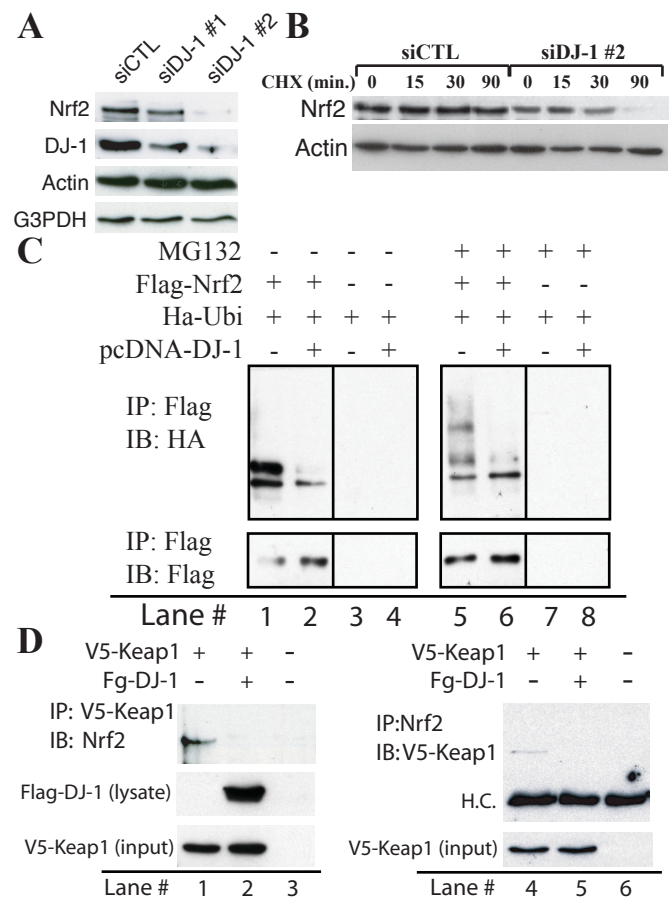 A
siCTL siDJ-1 #1 siDJ-1 #2
Nrf2
DJ-1
Actin
G3PDH
B
siCTL siDJ-1 #2
CHX (min.) 0 15 30 90 0 15 30 90
Nrf2
Actin
C
MG132 - - - - + + + +
Flag-Nrf2 + + - - + + - -
Ha-Ubi + + + + + + + +
pcDNA-DJ-1 - + - + - + - +
IP: Flag
IB: HA
IP: Flag
IB: Flag
Lane # 1 2 3 4 5 6 7 8
D
V5-Keap1 + + -
Fg-DJ-1 - + -
IP: V5-Keap1
IB: Nrf2
Flag-DJ-1 (lysate)
V5-Keap1 (input)
Lane # 1 2 3
V5-Keap1 + + -
Fg-DJ-1 - + -
IP:Nrf2
IB:V5-Keap1
H.C.
V5-Keap1 (input)
Lane # 4 5 6